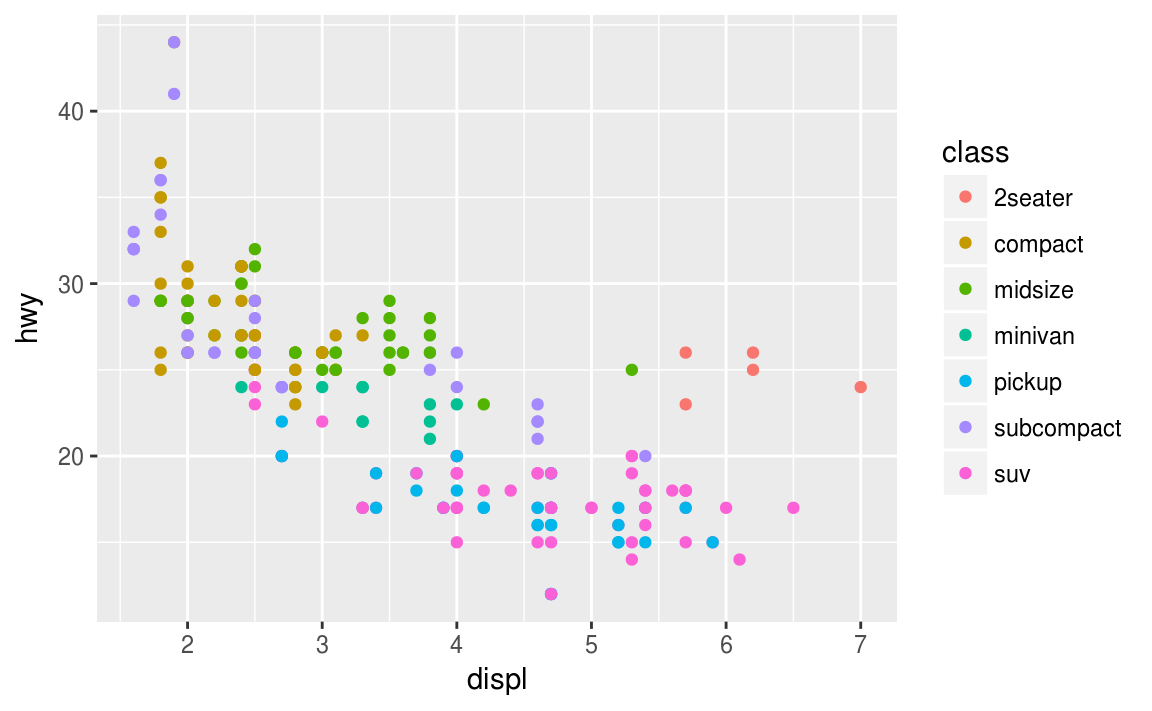 40
30
20
hwy
2 3 4 5 6 7
displ
class
2seater
compact
midsize
minivan
pickup
subcompact
suv